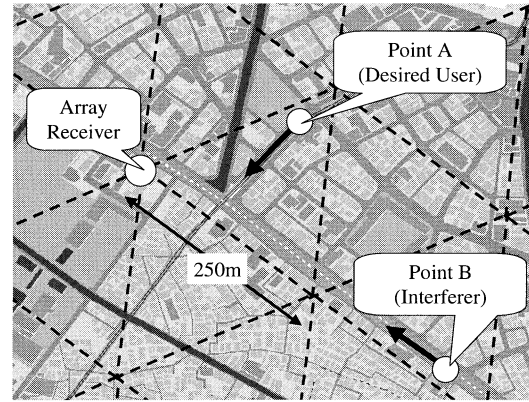 Point A
(Desired User)
Array
Receiver
250m
Point B
(Interferer)